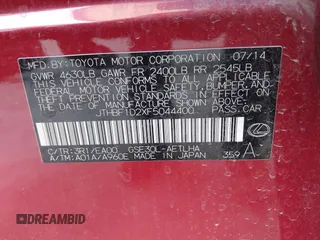 MFD.BY: TOYOTA MOTOR CORPORATION 07/14
GVWR 4630LB GAWR FR 2400LB RR 2545LB
THIS VEHICLE CONFORMS TO ALL APPLICABLE
FEDERAL MOTOR VEHICLE SAFETY, BUMPER, AND
THEFT PREVENTION STANDARDS IN EFFECT ON
THE DATE OF MANUFACTURE SHOWN ABOVE.
JTHBF1D2XF5044400 PASS. CAR
C/TR: 3R1/EA00 GSE30L-AETLHA
A/TM: A01A/A960E MADE IN JAPAN 359 A
DREAMBID